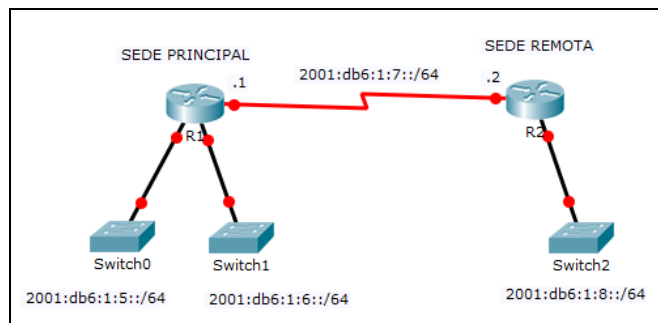 SEDE PRINCIPAL
SEDE REMOTA
2001:db6:1:7::/64
.1
.2
R1
R2
Switch0
Switch1
Switch2
2001:db6:1:5::/64
2001:db6:1:6::/64
2001:db6:1:8::/64